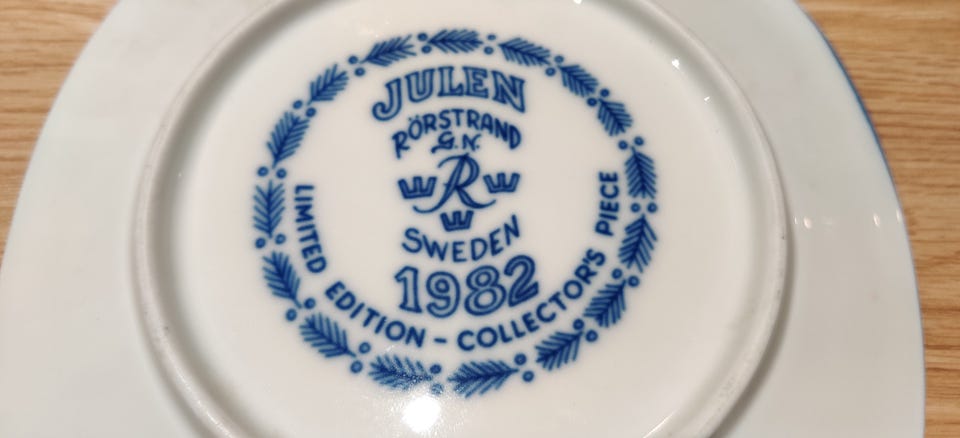 JULEN
RÖRSTRAND
G.N.
R
SWEDEN
1982
LIMITED EDITION - COLLECTOR'S PIECE